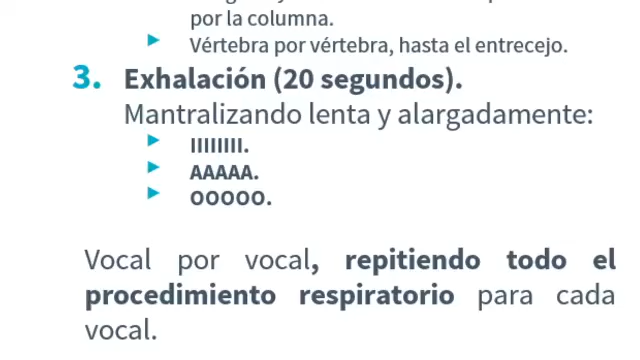 por la columna.
Vértebra por vértebra, hasta el entrecejo.
3. Exhalación (20 segundos).
Mantralizando lenta y alargadamente:
IIIIIIII.
AAAAA.
OOOOO.
Vocal por vocal, repitiendo todo el
procedimiento respiratorio para cada
vocal.